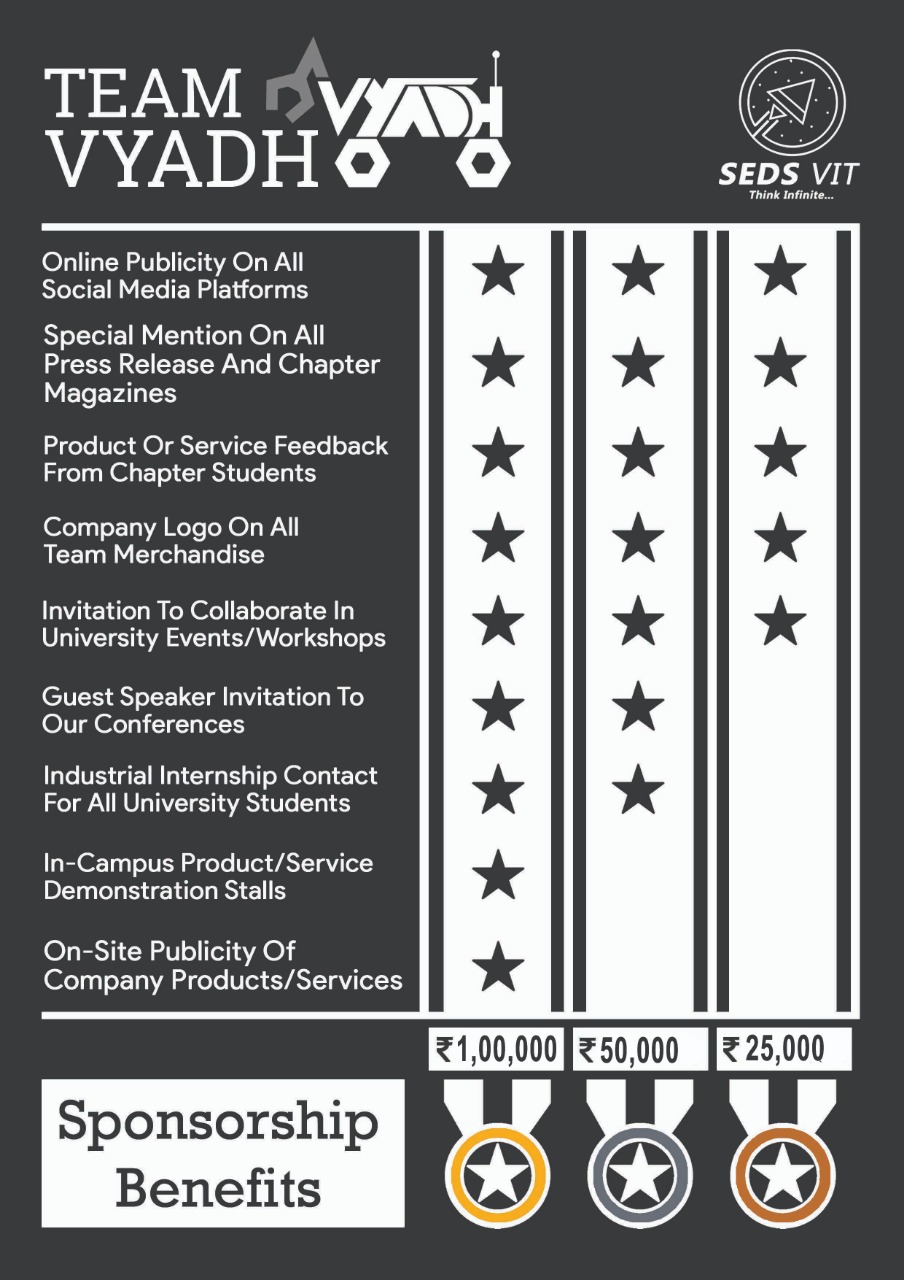 TEAM
VYADH
VYADH
SEDS VIT
Think Infinite...
Online Publicity On All
Social Media Platforms
Special Mention On All
Press Release And Chapter
Magazines
Product Or Service Feedback
From Chapter Students
Company Logo On All
Team Merchandise
Invitation To Collaborate In
University Events/Workshops
Guest Speaker Invitation To
Our Conferences
Industrial Internship Contact
For All University Students
In-Campus Product/Service
Demonstration Stalls
On-Site Publicity Of
Company Products/Services
₹1,00,000 ₹50,000 ₹25,000
Sponsorship
Benefits